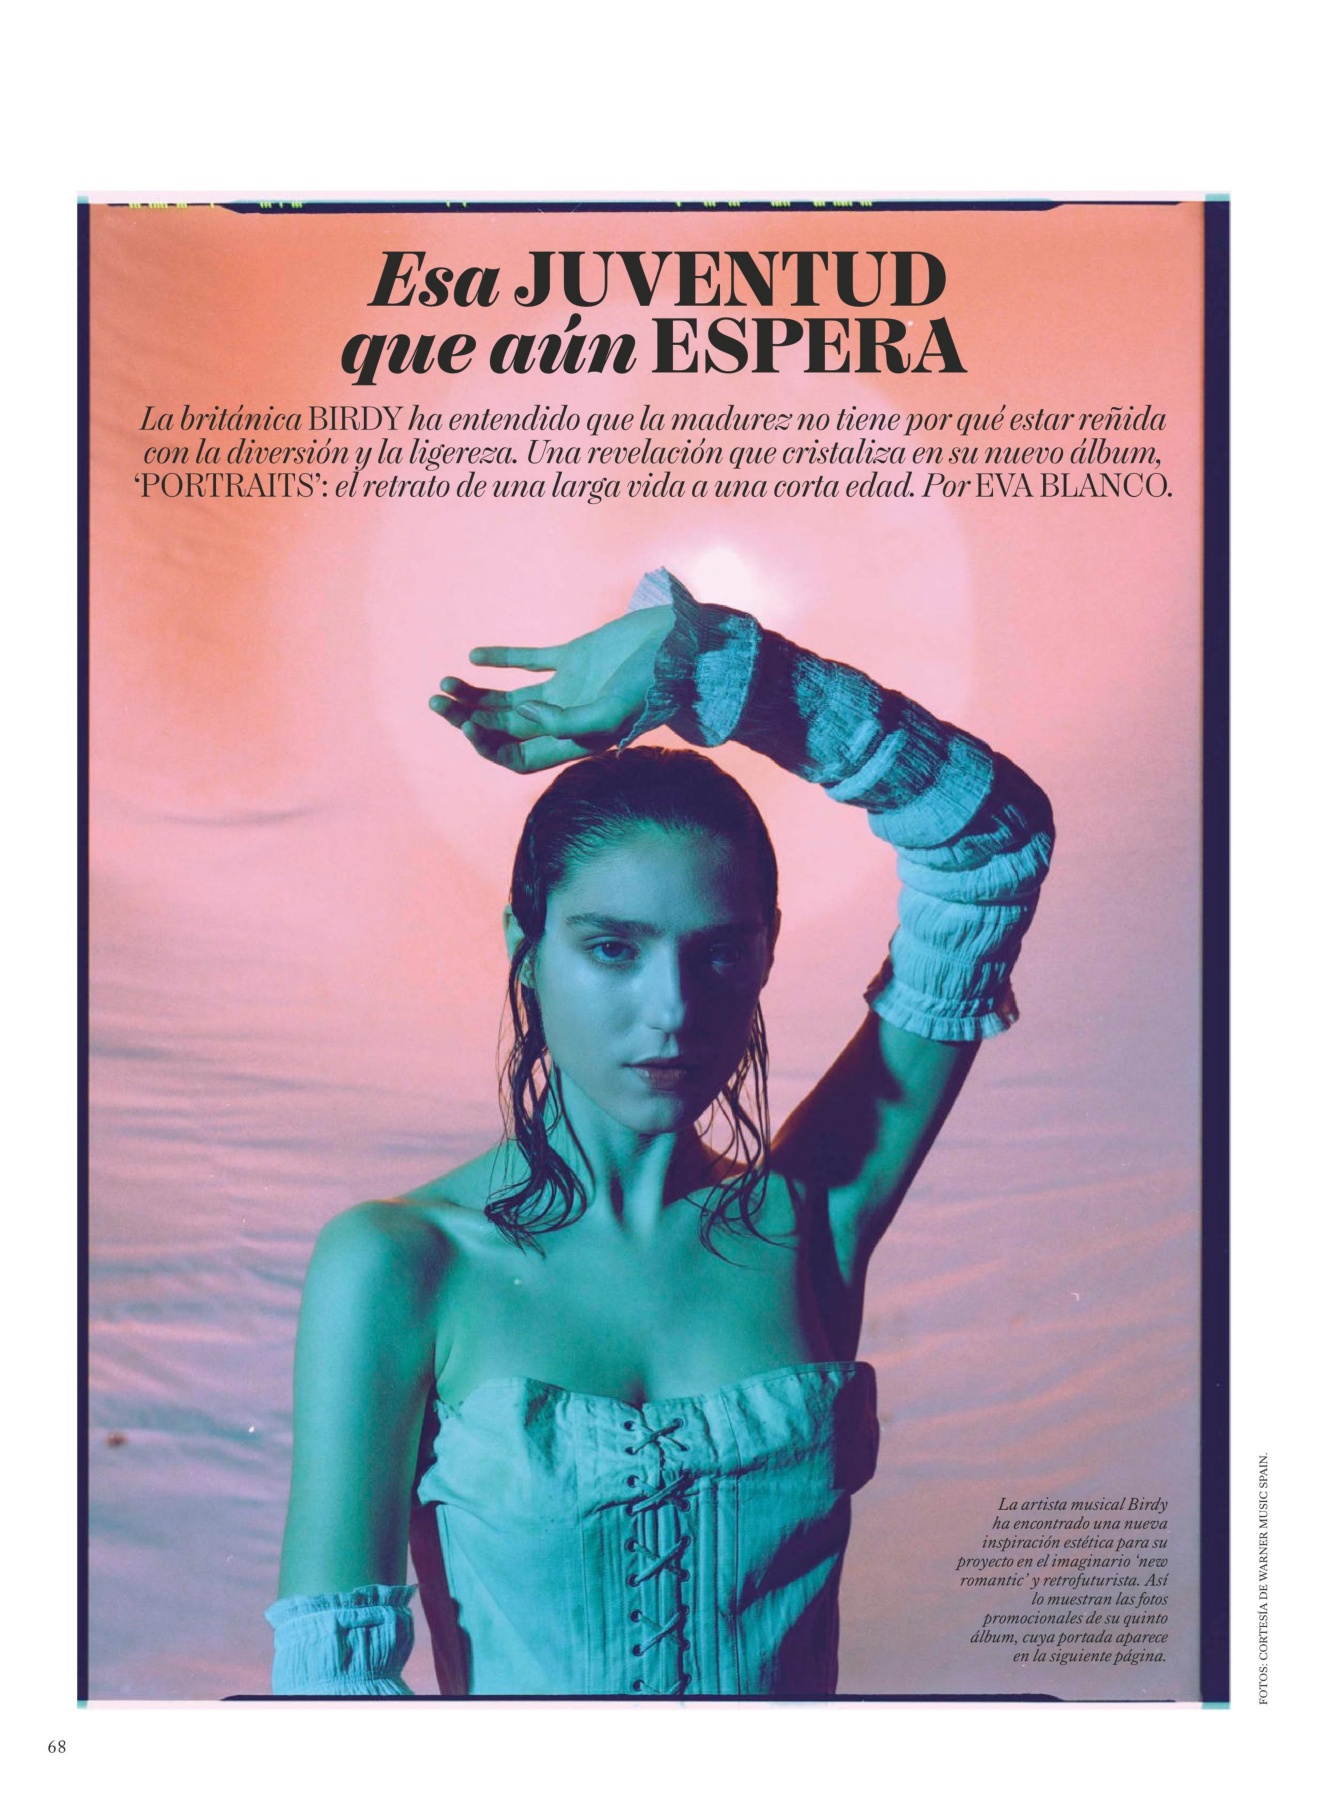 Esa JUVENTUD
que aún ESPERA
La británica BIRDY ha entendido que la madurez no tiene por qué estar reñida
con la diversión y la ligereza. Una revelación que cristaliza en su nuevo álbum,
‘PORTRAITS’: el retrato de una larga vida a una corta edad. Por EVA BLANCO.
La artista musical Birdy
ha encontrado una nueva
inspiración estética para su
proyecto en el imaginario ‘new
romantic’ y retrofuturista. Así
lo muestran las fotos
promocionales de su quinto
álbum, cuya portada aparece
en la siguiente página.
FOTOS: CORTESÍA DE WARNER MUSIC SPAIN.
68